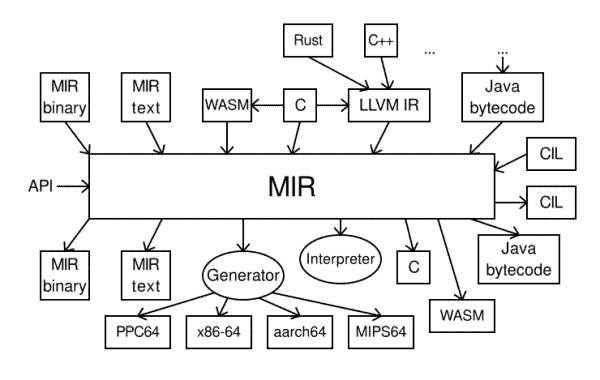 Rust
C++
...
...
MIR
binary
MIR
text
WASM
C
LLVM IR
Java
bytecode
CIL
API
MIR
CIL
MIR
binary
MIR
text
Generator
Interpreter
C
Java
bytecode
WASM
PPC64
x86-64
aarch64
MIPS64